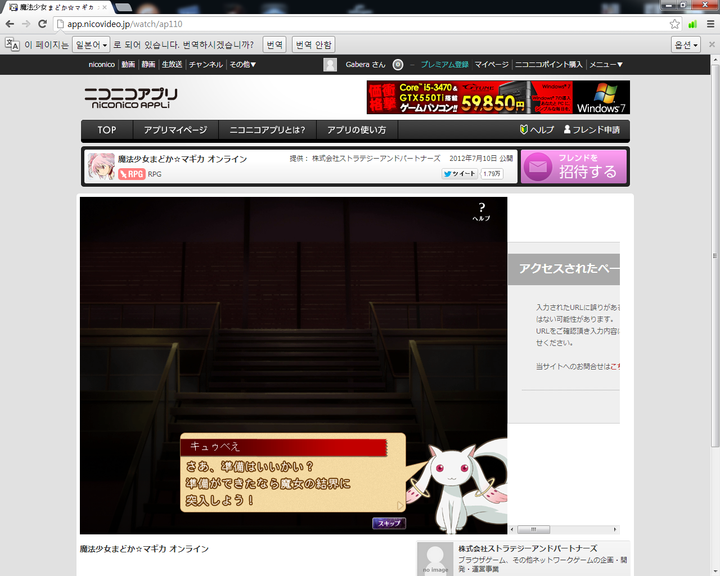 魔法少女まどか☆マギカ
app.nicovideo.jp/watch/ap110
이 페이지는 일본어 로 되어 있습니다. 번역하시겠습니까? 번역 번역 안함 옵션
niconico 動画 静画 生放送 チャンネル その他▼ Gabera さん プレミアム登録 マイページ ニコニコポイント購入 メニュー▼
ニコニコアプリ
niconico APPLi
価格衝撃
Core™i5-3470&
GTX550Ti搭載
ゲームパソコン!! 59,850円
Windows®7
TOP アプリマイページ ニコニコアプリとは? アプリの使い方 ヘルプ フレンド申請
魔法少女まどか☆マギカ オンライン 提供： 株式会社ストラテジーアンドパートナーズ 2012年7月10日 公開
RPG RPG ツイート 1.79万
フレンドを
招待する
?
ヘルプ
アクセスされたペー
入力されたURLに誤りがある
はない可能性があります。
URLをご確認頂き入力内容に
せください。
当サイトへのお問合せはこち
キュゥべえ
さあ、準備はいいかい？
準備ができたなら魔女の結界に
突入しよう！
スキップ
魔法少女まどか☆マギカ オンライン
no image
株式会社ストラテジーアンドパートナーズ
ブラウザゲーム、その他ネットワークゲームの企画・開
発・運営事業